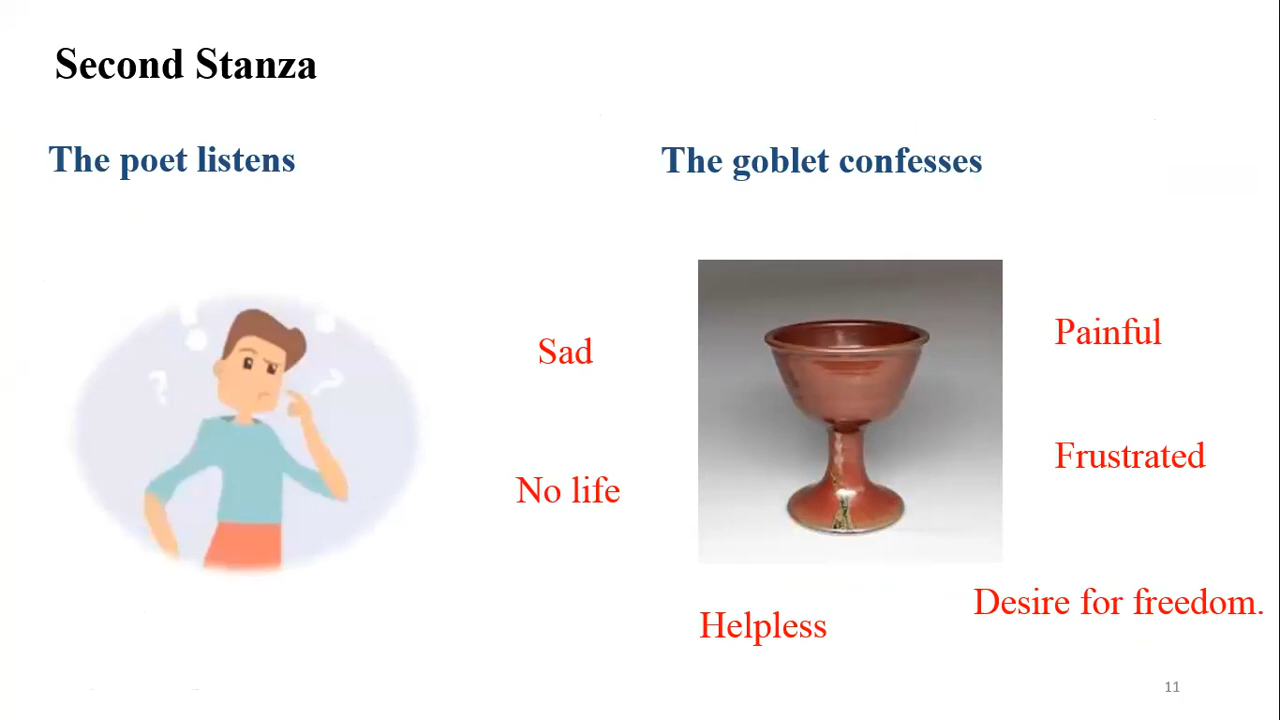 Second Stanza
The poet listens
The goblet confesses
Sad
No life
Painful
Frustrated
Helpless
Desire for freedom.
11